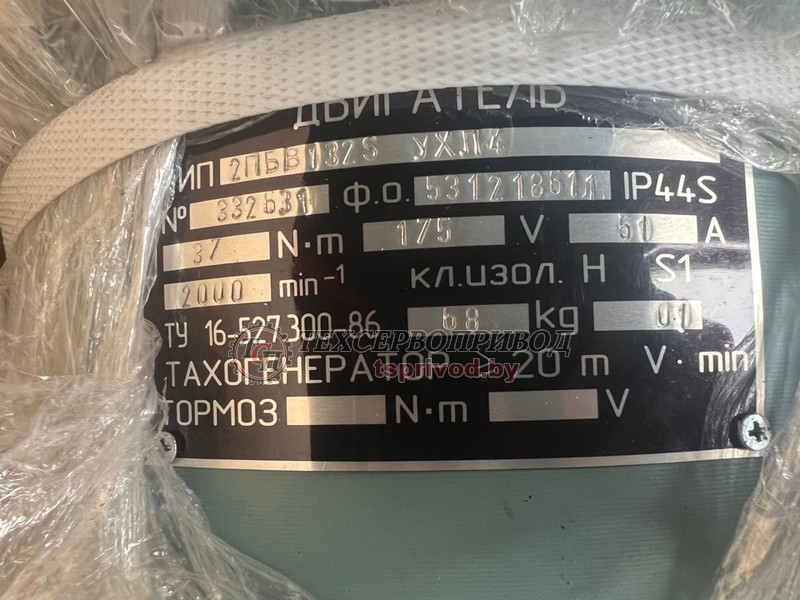 ДВИГАТЕЛЬ
ТИП 2ПБВ132S УХЛ4
№ 332631 Ф.О. 531218611 IP44S
37 N·m 175 V 51 A
2000 min⁻¹ КЛ.ИЗОЛ. H S1
ТУ 16-527.300-86 68 kg 01
ТЕХСЕРВОПРИВОД
tsprivod.by
ТАХОГЕНЕРАТОР 20 m V·min
ТОРМОЗ N·m V